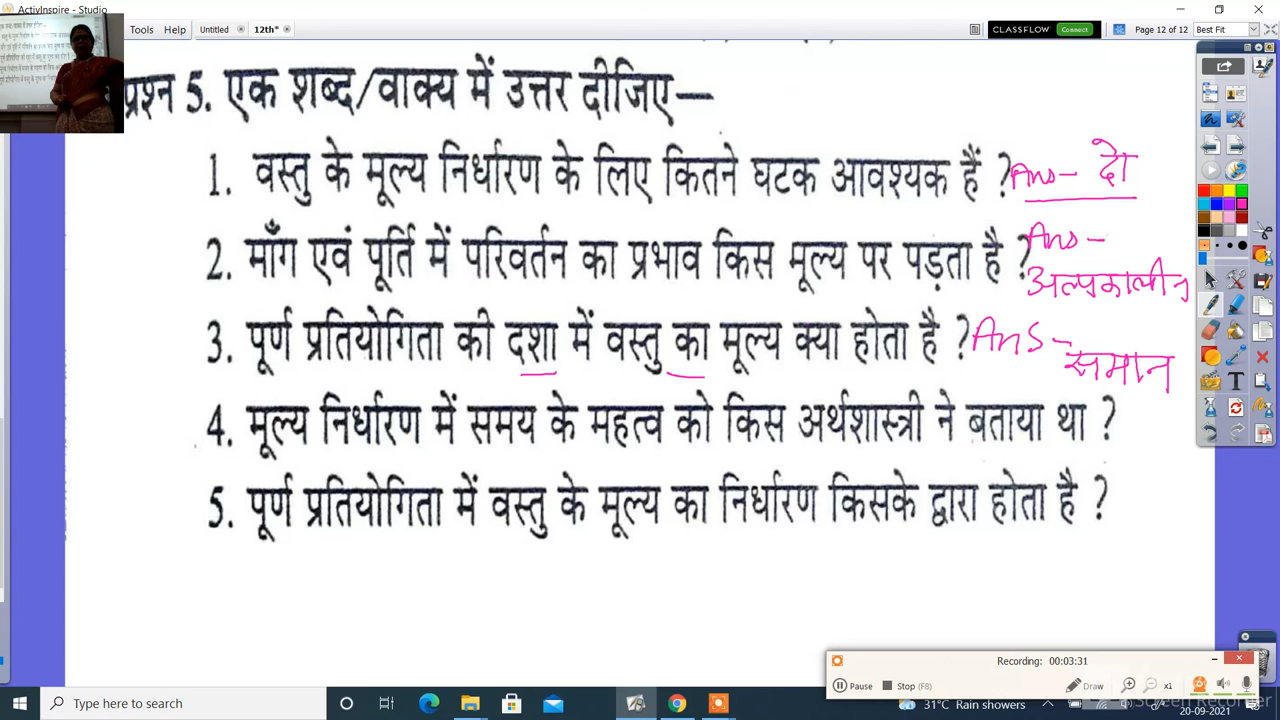 ActivInspire - Studio
Tools Help Untitled 12th* CLASSFLOW Connect Page 12 of 12 Best Fit
प्रश्न 5. एक शब्द/वाक्य में उत्तर दीजिए—
1. वस्तु के मूल्य निर्धारण के लिए कितने घटक आवश्यक हैं ? Ans- दो
2. माँग एवं पूर्ति में परिवर्तन का प्रभाव किस मूल्य पर पड़ता है ? Ans-
अल्पकालीन
3. पूर्ण प्रतियोगिता की दशा में वस्तु का मूल्य क्या होता है ? Ans-
समान
4. मूल्य निर्धारण में समय के महत्व को किस अर्थशास्त्री ने बताया था ?
5. पूर्ण प्रतियोगिता में वस्तु के मूल्य का निर्धारण किसके द्वारा होता है ?
Recording: 00:03:31
Pause Stop (F8) Draw x1
Type here to search 31°C Rain showers 20-09-2021
Screen Recorder